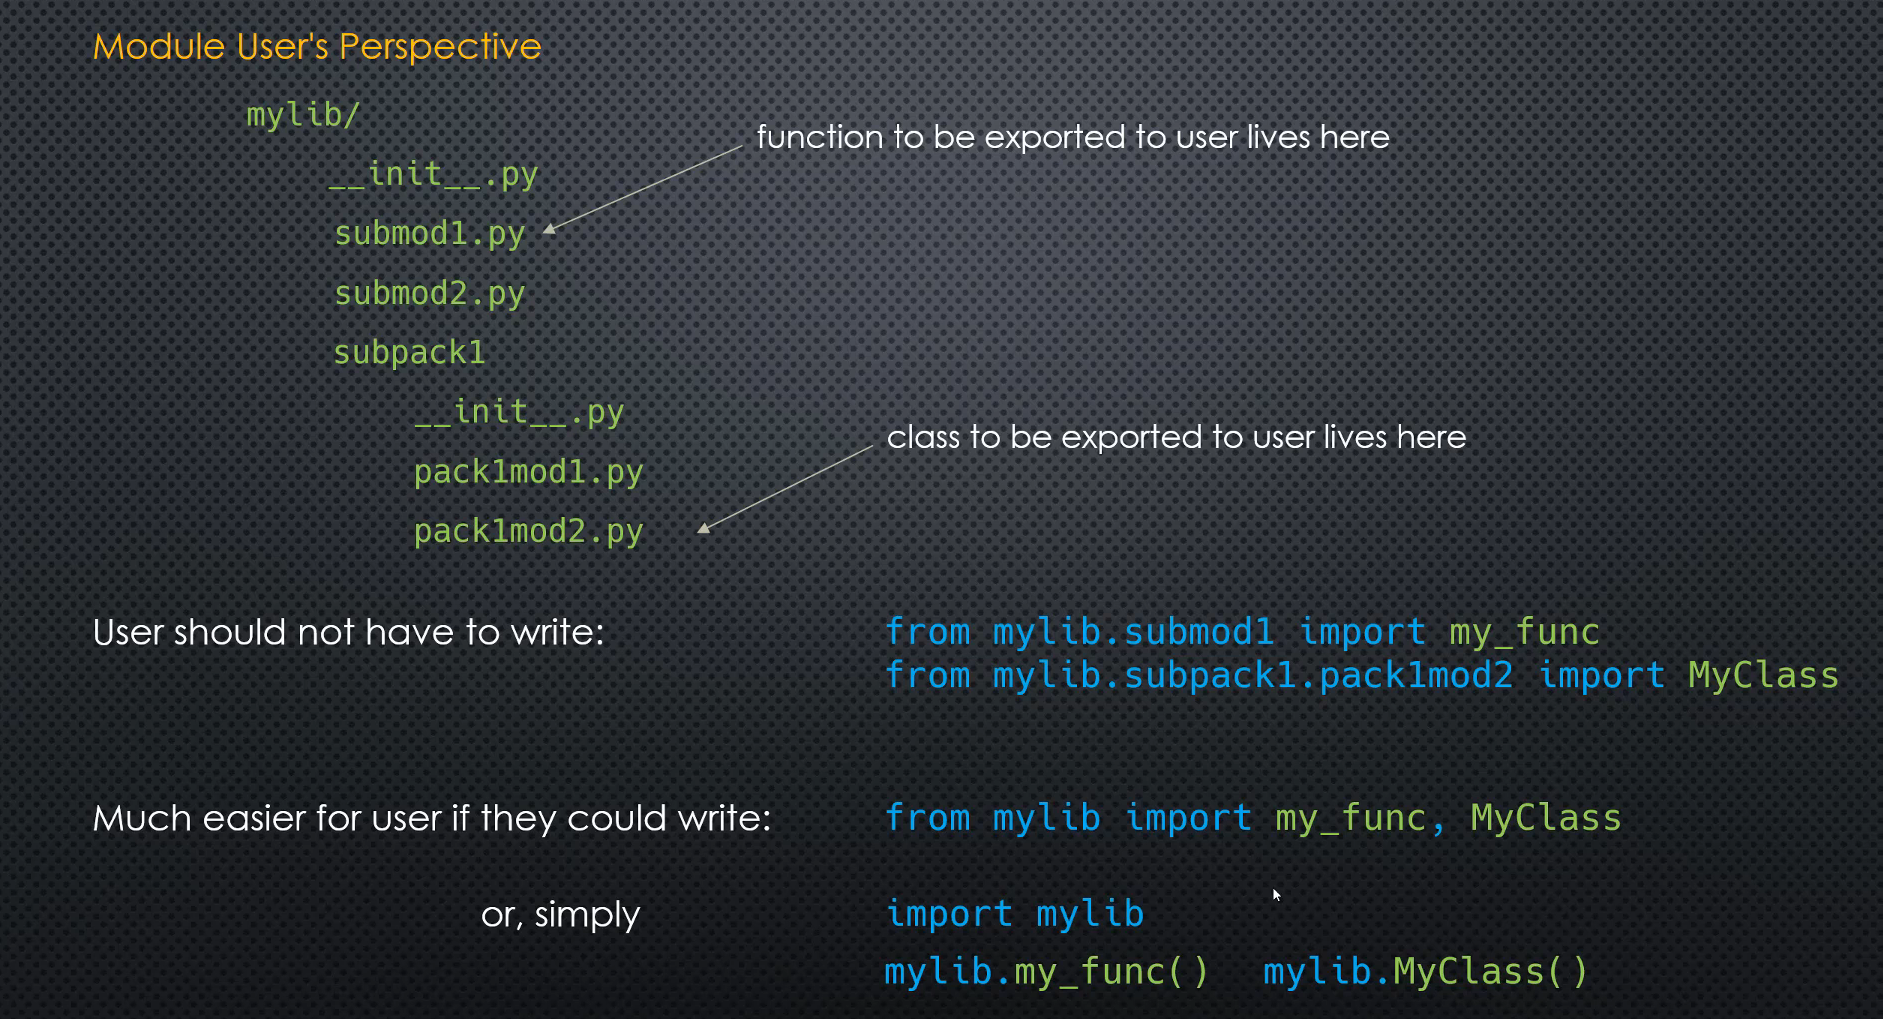 Module User's Perspective
mylib/
function to be exported to user lives here
__init__.py
submod1.py
submod2.py
subpack1
__init__.py
class to be exported to user lives here
pack1mod1.py
pack1mod2.py
User should not have to write:
from mylib.submod1 import my_func
from mylib.subpack1.pack1mod2 import MyClass
Much easier for user if they could write:
from mylib import my_func, MyClass
or, simply
import mylib
mylib.my_func() mylib.MyClass()